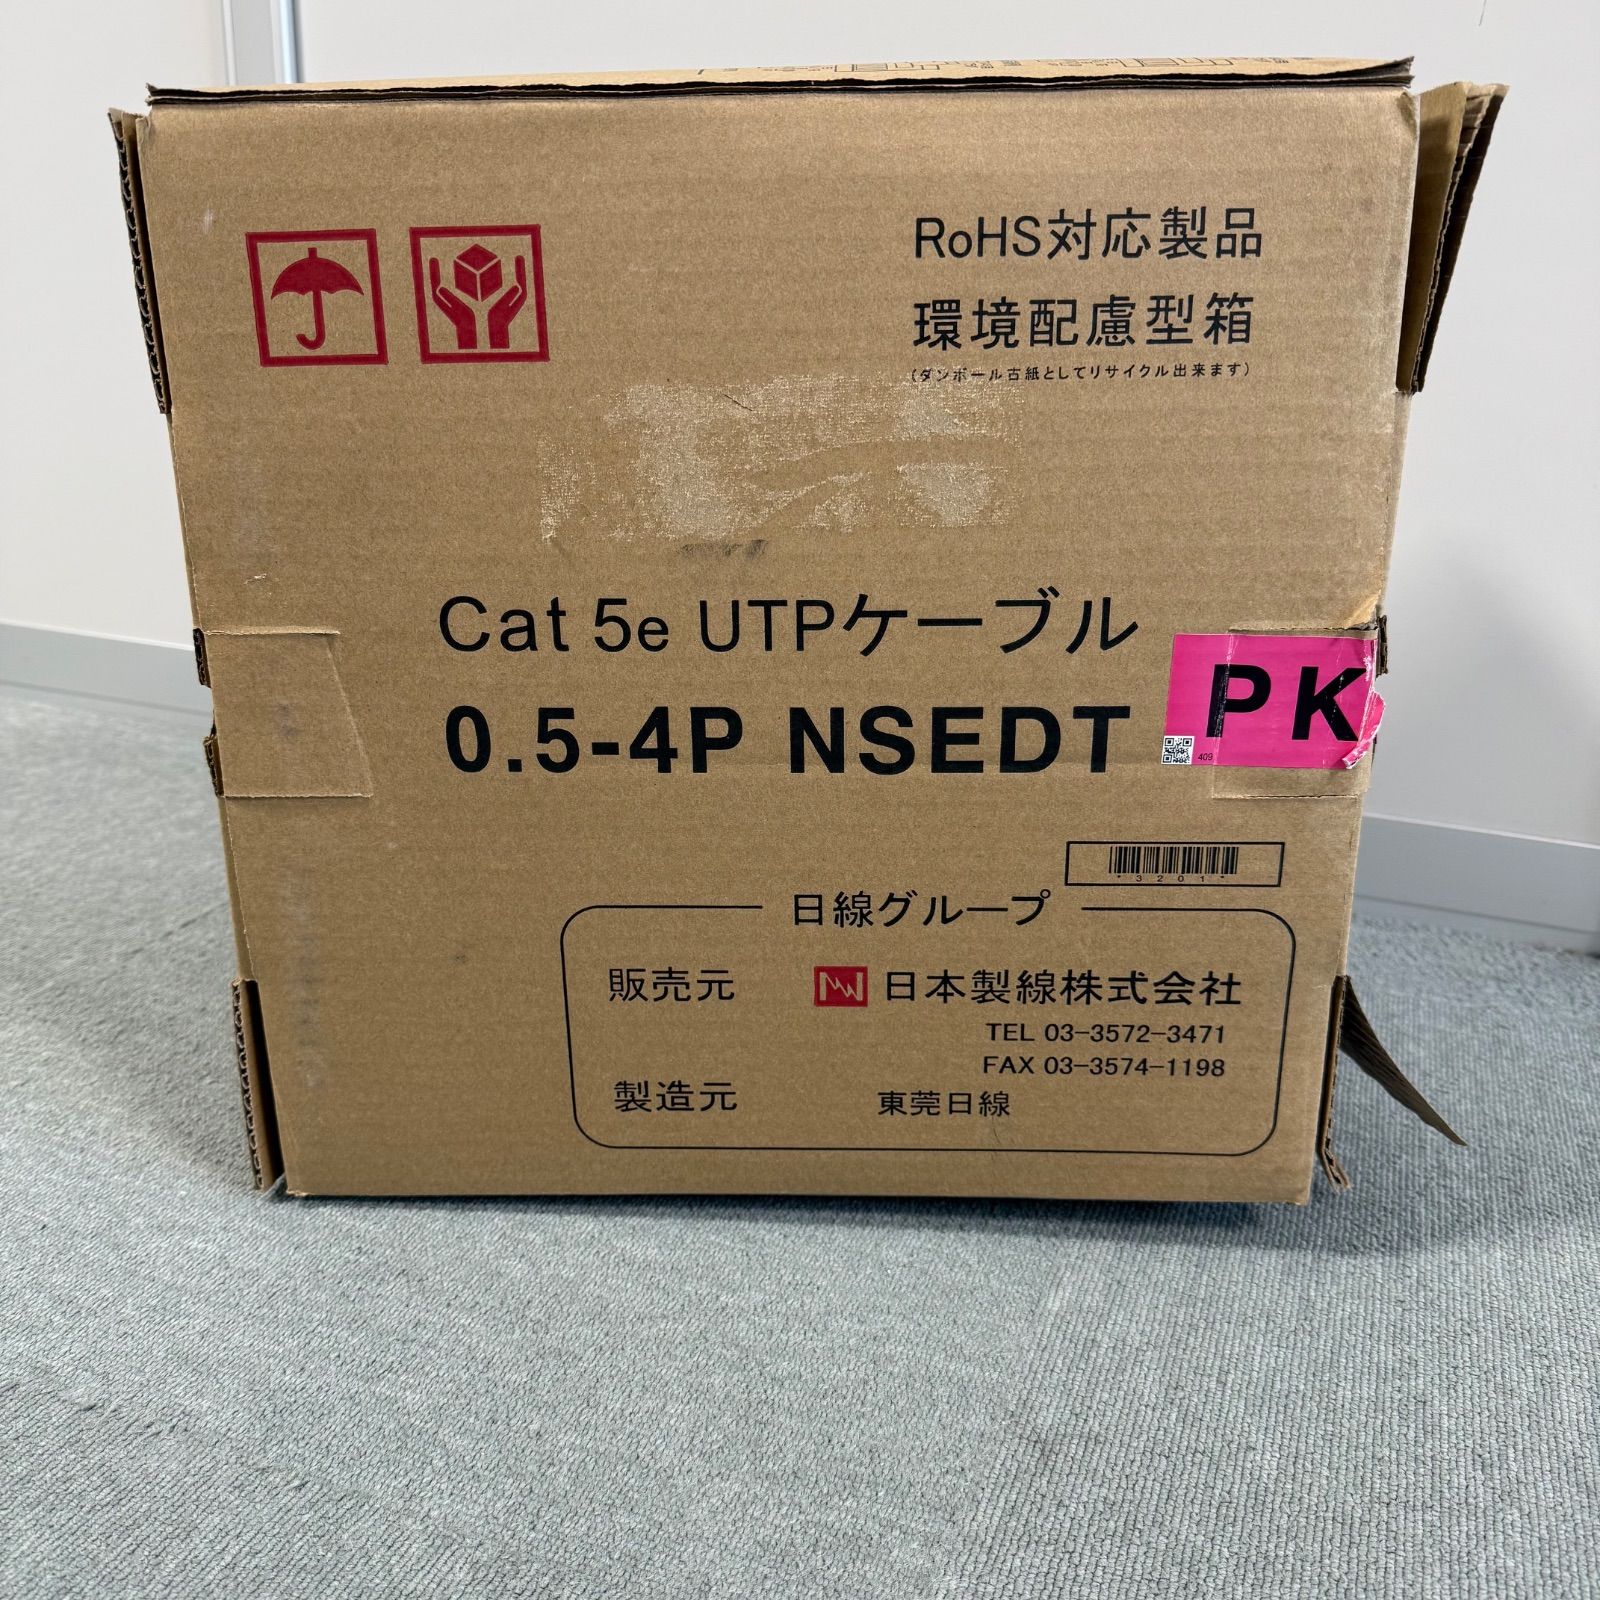 RoHS対応製品
環境配慮型箱
(ダンボール古紙としてリサイクル出来ます)
Cat 5e UTPケーブル
0.5-4P NSEDT
PK
409
*3201*
日線グループ
販売元 日本製線株式会社
TEL 03-3572-3471
FAX 03-3574-1198
製造元 東莞日線